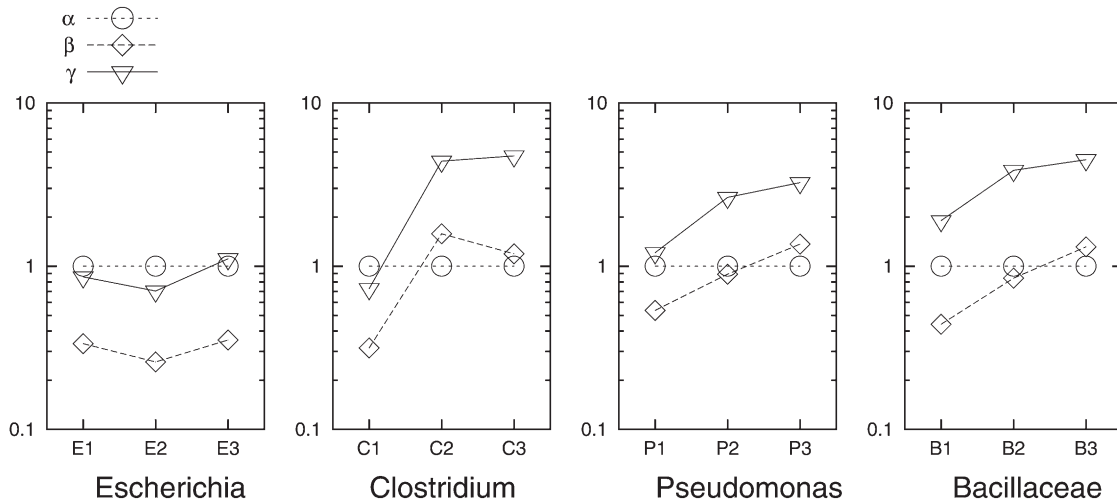 α
β
γ
10 10 10 10
1 1 1 1
0.1 0.1 0.1 0.1
E1 E2 E3 C1 C2 C3 P1 P2 P3 B1 B2 B3
Escherichia Clostridium Pseudomonas Bacillaceae